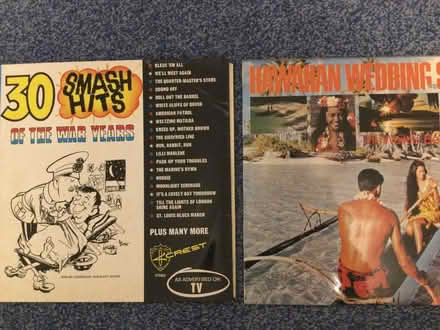 30 SMASH HITS
OF THE WAR YEARS
BLESS 'EM ALL
WE'LL MEET AGAIN
THE QUARTER-MASTER'S STORES
SOUND OFF
ROLL OUT THE BARREL
WHITE CLIFFS OF DOVER
AMERICAN PATROL
WALTZING MATILDA
KNEES UP, MOTHER BROWN
THE SIEGFRIED LINE
RUN, RABBIT, RUN
LILLI MARLENE
PACK UP YOUR TROUBLES
THE MARINE'S HYMN
MOONLIGHT SERENADE
IT'S A LOVELY DAY TOMORROW
TILL THE LIGHTS OF LONDON
SHINE AGAIN
ST. LOUIS BLUES MARCH
PLUS MANY MORE
CREST
AS ADVERTISED ON
TV
HAWAIIAN WEDDING S